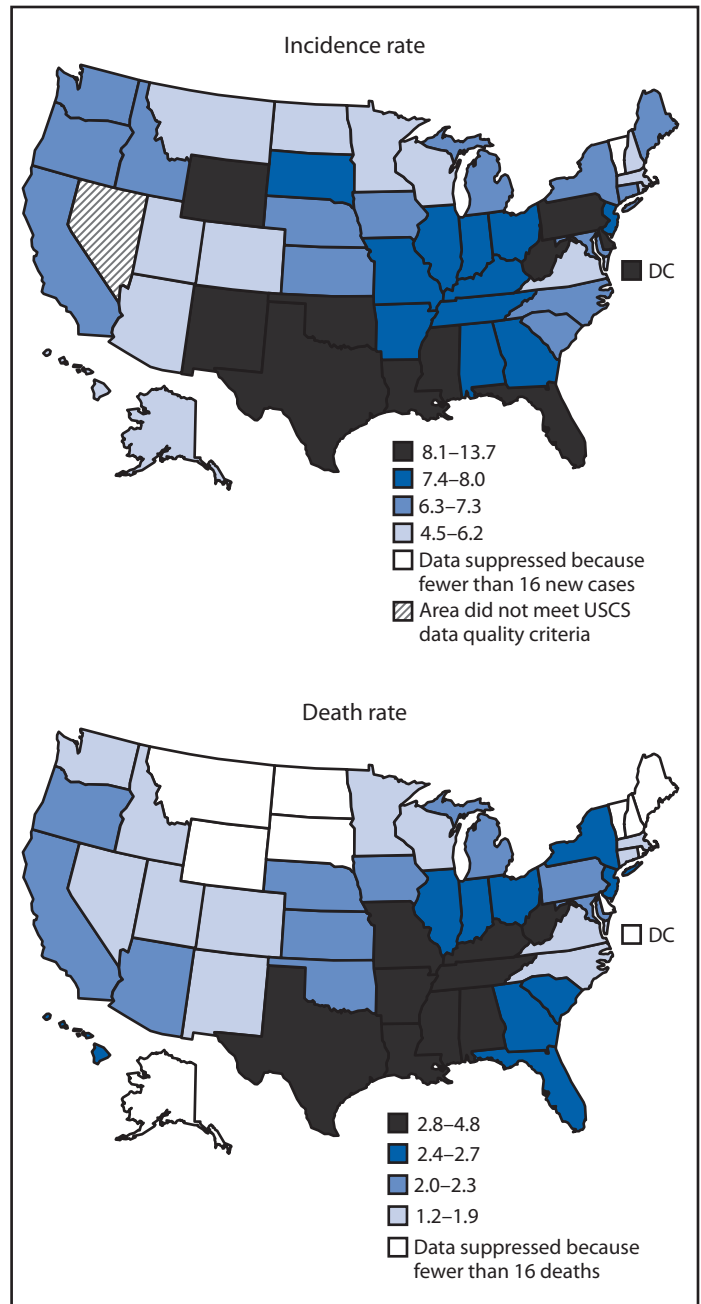 Incidence rate
DC
8.1–13.7
7.4–8.0
6.3–7.3
4.5–6.2
Data suppressed because
fewer than 16 new cases
Area did not meet USCS
data quality criteria
Death rate
DC
2.8–4.8
2.4–2.7
2.0–2.3
1.2–1.9
Data suppressed because
fewer than 16 deaths